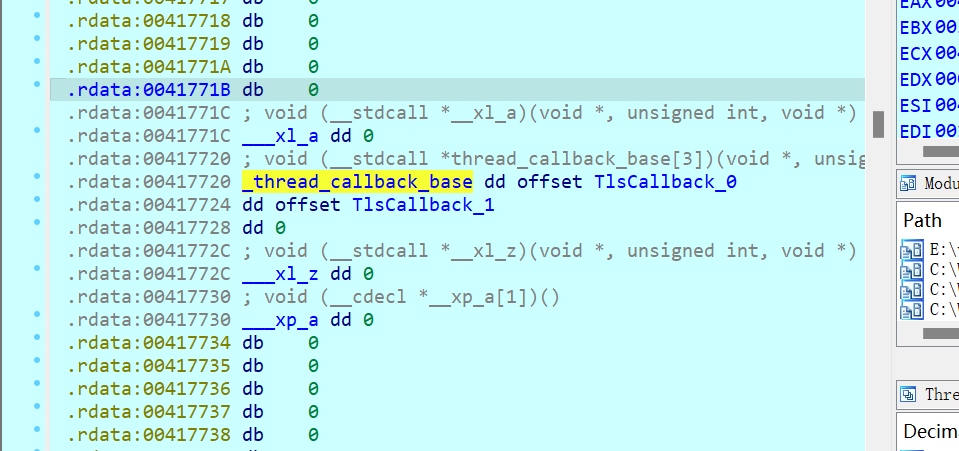 .rdata:00417717 db 0
.rdata:00417718 db 0
.rdata:00417719 db 0
.rdata:0041771A db 0
.rdata:0041771B db 0
.rdata:0041771C ; void (__stdcall *__xl_a)(void *, unsigned int, void *)
.rdata:0041771C ___xl_a dd 0
.rdata:00417720 ; void (__stdcall *thread_callback_base[3])(void *, unsig
.rdata:00417720 _thread_callback_base dd offset TlsCallback_0
.rdata:00417724 dd offset TlsCallback_1
.rdata:00417728 dd 0
.rdata:0041772C ; void (__stdcall *__xl_z)(void *, unsigned int, void *)
.rdata:0041772C ___xl_z dd 0
.rdata:00417730 ; void (__cdecl *__xp_a[1])()
.rdata:00417730 ___xp_a dd 0
.rdata:00417734 db 0
.rdata:00417735 db 0
.rdata:00417736 db 0
.rdata:00417737 db 0
.rdata:00417738 db 0
EAX 00
EBX 00
ECX 00
EDX 00
ESI 00
EDI 00
Modu
Path
E:\
C:\
C:\
C:\
Thre
Decim